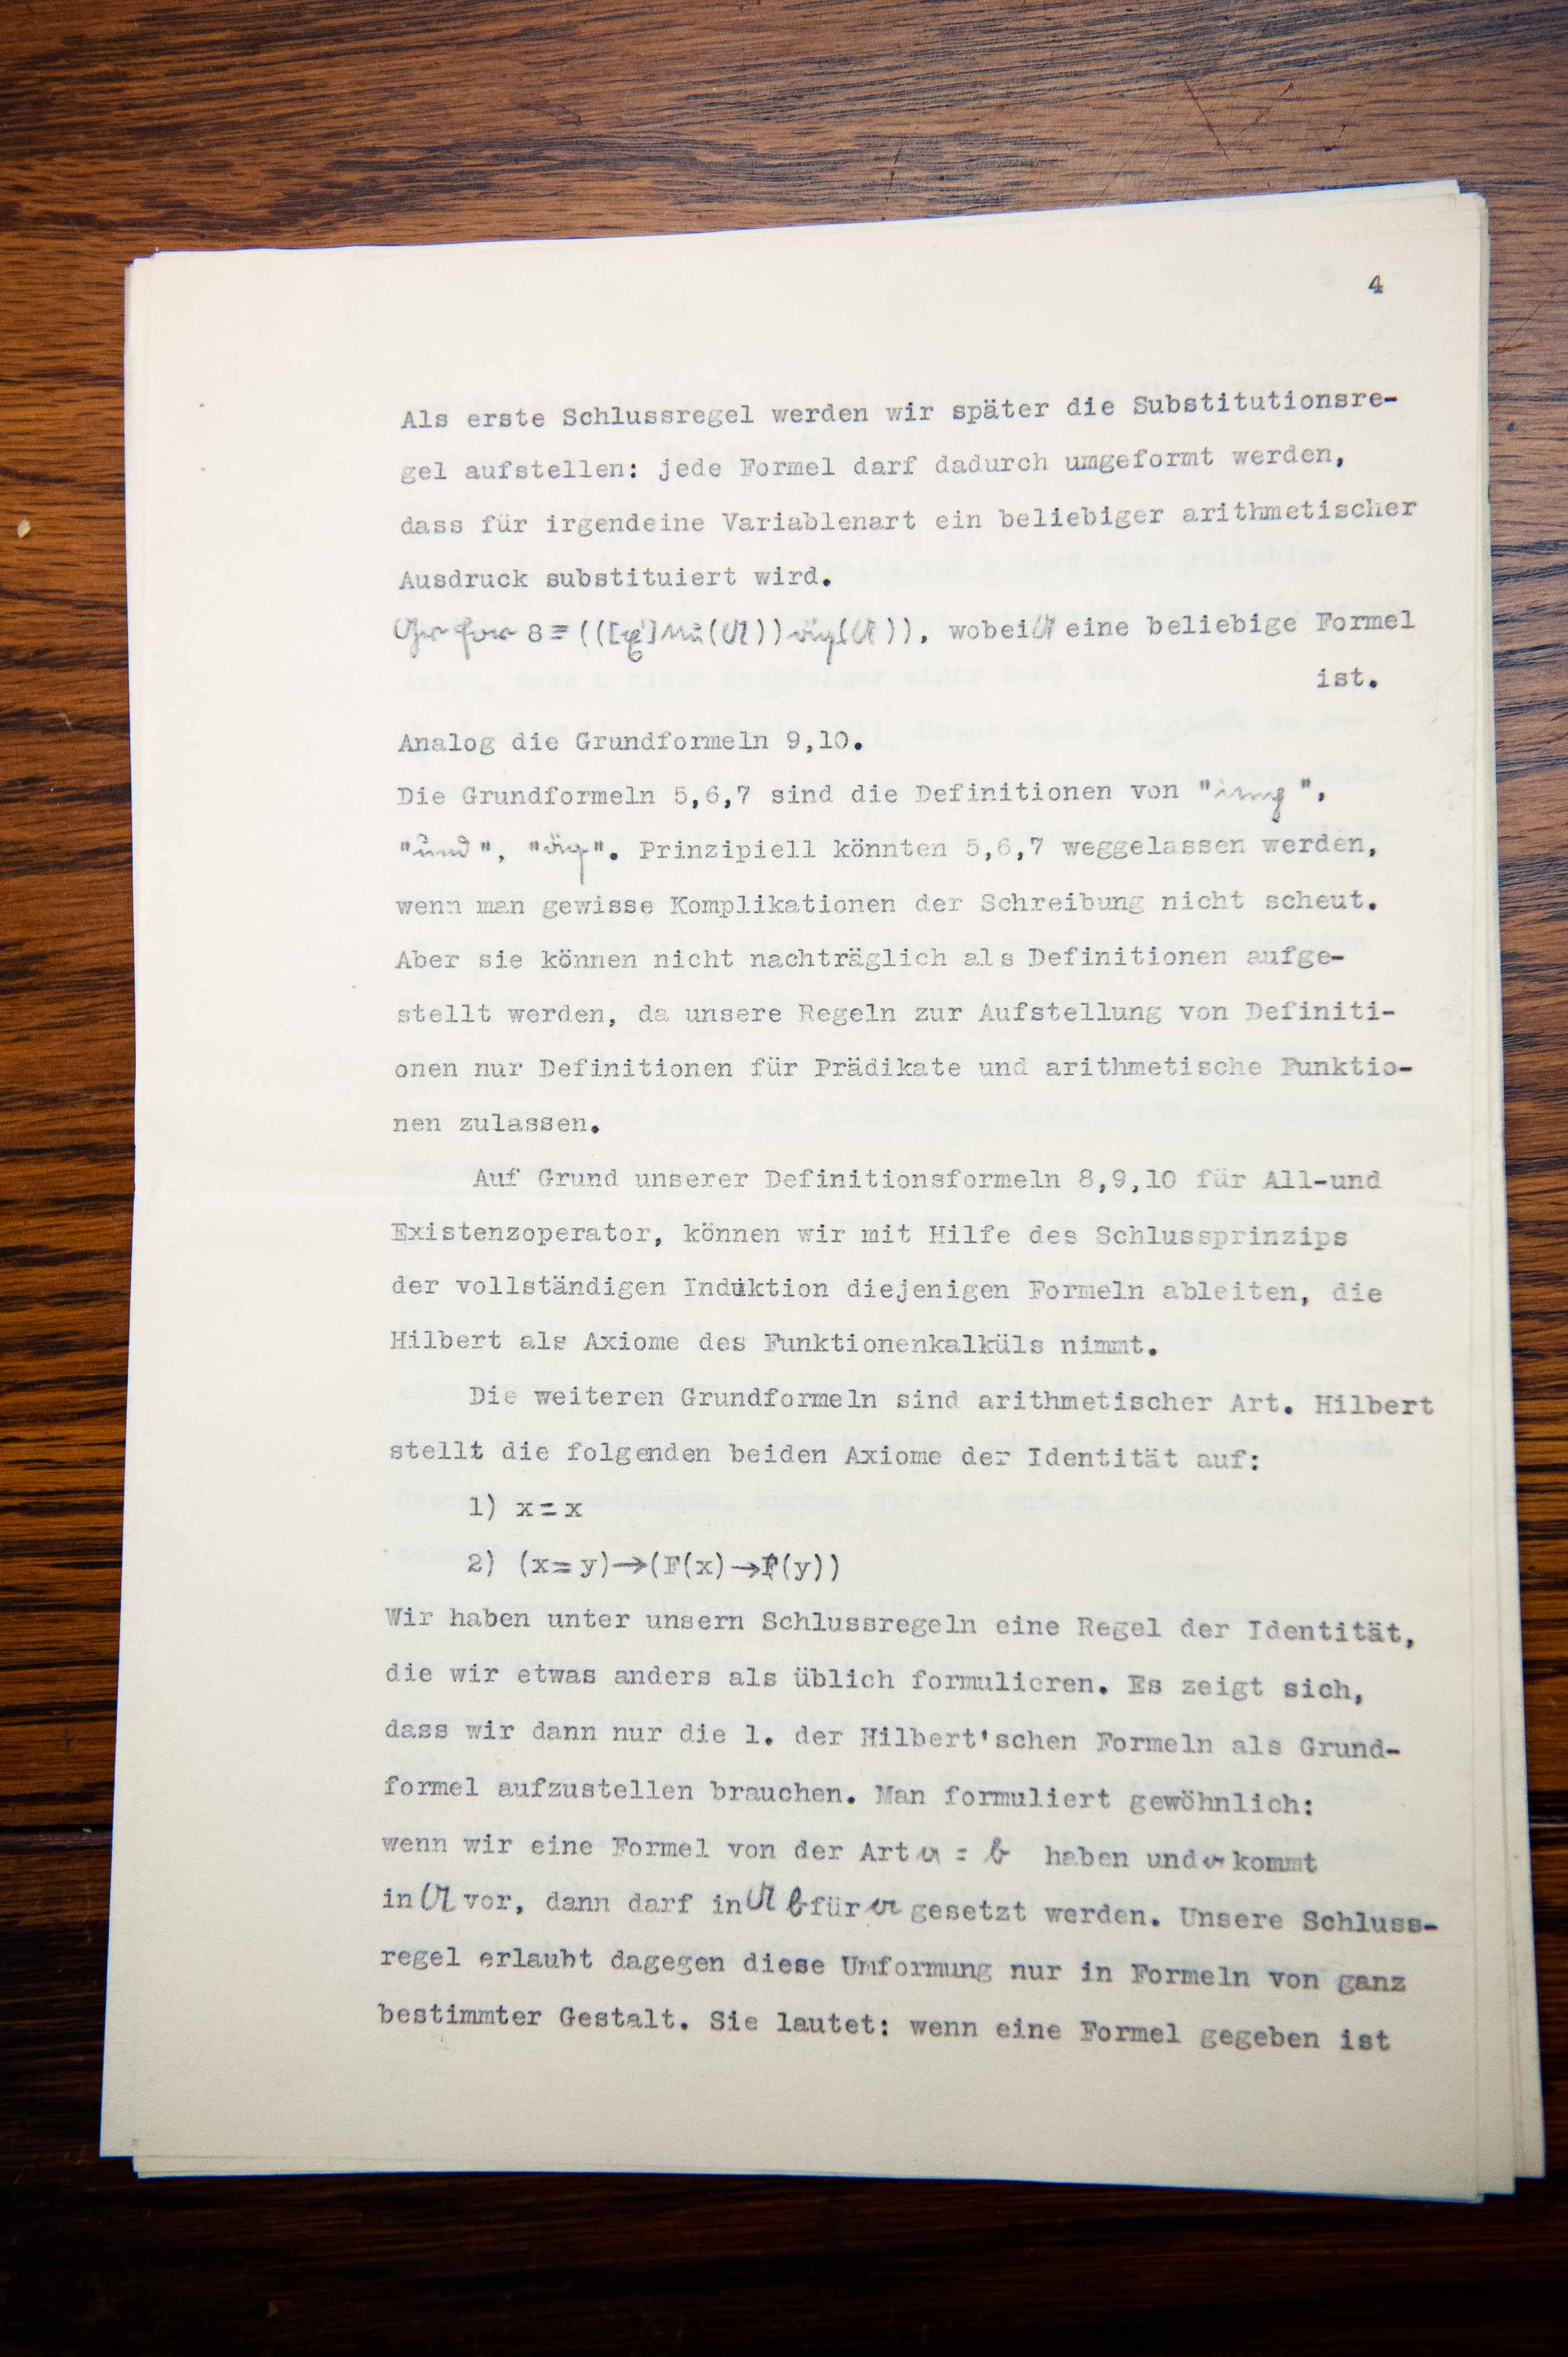 4
Als erste Schlussregel werden wir später die Substitutionsre-
gel aufstellen: jede Formel darf dadurch umgeformt werden,
dass für irgendeine Variablenart ein beliebiger arithmetischer
Ausdruck substituiert wird.
8 ≡ (([ ] (𝔄)) (𝔄)), wobei 𝔄 eine beliebige Formel
ist.
Analog die Grundformeln 9,10.
Die Grundformeln 5,6,7 sind die Definitionen von " ",
"und", " ". Prinzipiell könnten 5,6,7 weggelassen werden,
wenn man gewisse Komplikationen der Schreibung nicht scheut.
Aber sie können nicht nachträglich als Definitionen aufge-
stellt werden, da unsere Regeln zur Aufstellung von Definiti-
onen nur Definitionen für Prädikate und arithmetische Funktio-
nen zulassen.
Auf Grund unserer Definitionsformeln 8,9,10 für All-und
Existenzoperator, können wir mit Hilfe des Schlussprinzips
der vollständigen Induktion diejenigen Formeln ableiten, die
Hilbert als Axiome des Funktionenkalküls nimmt.
Die weiteren Grundformeln sind arithmetischer Art. Hilbert
stellt die folgenden beiden Axiome der Identität auf:
1) x = x
2) (x = y)→(F(x)→F(y))
Wir haben unter unsern Schlussregeln eine Regel der Identität,
die wir etwas anders als üblich formulieren. Es zeigt sich,
dass wir dann nur die 1. der Hilbert'schen Formeln als Grund-
formel aufzustellen brauchen. Man formuliert gewöhnlich:
wenn wir eine Formel von der Art 𝔞 = 𝔟 haben und 𝔞 kommt
in 𝔄 vor, dann darf in 𝔄 𝔟 für 𝔞 gesetzt werden. Unsere Schluss-
regel erlaubt dagegen diese Umformung nur in Formeln von ganz
bestimmter Gestalt. Sie lautet: wenn eine Formel gegeben ist